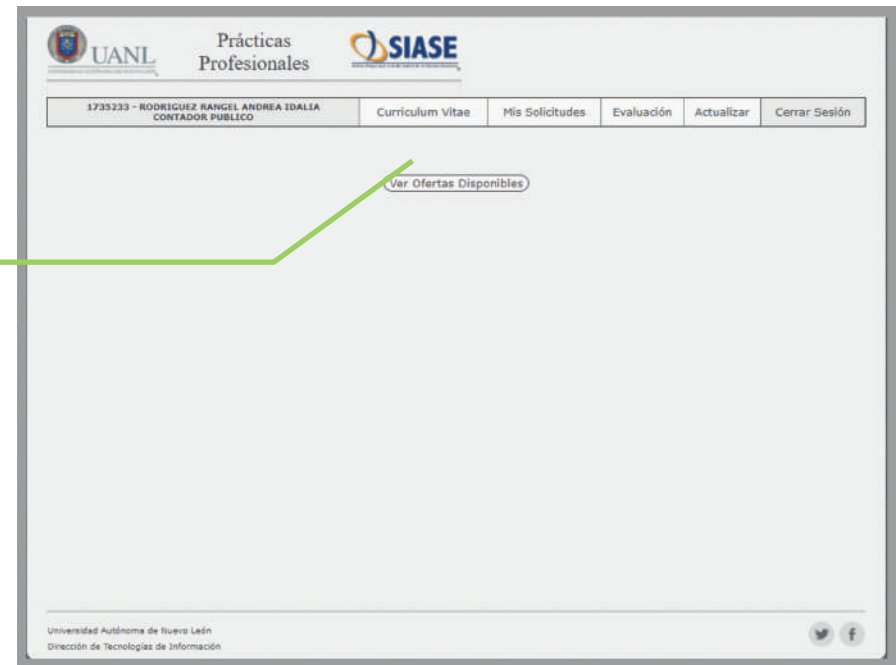 UANL
Prácticas
Profesionales
SIASE
1735233 - RODRIGUEZ RANGEL ANDREA IDALIA
CONTADOR PUBLICO
Curriculum Vitae
Mis Solicitudes
Evaluación
Actualizar
Cerrar Sesión
Ver Ofertas Disponibles
Universidad Autónoma de Nuevo León
Dirección de Tecnologías de Información